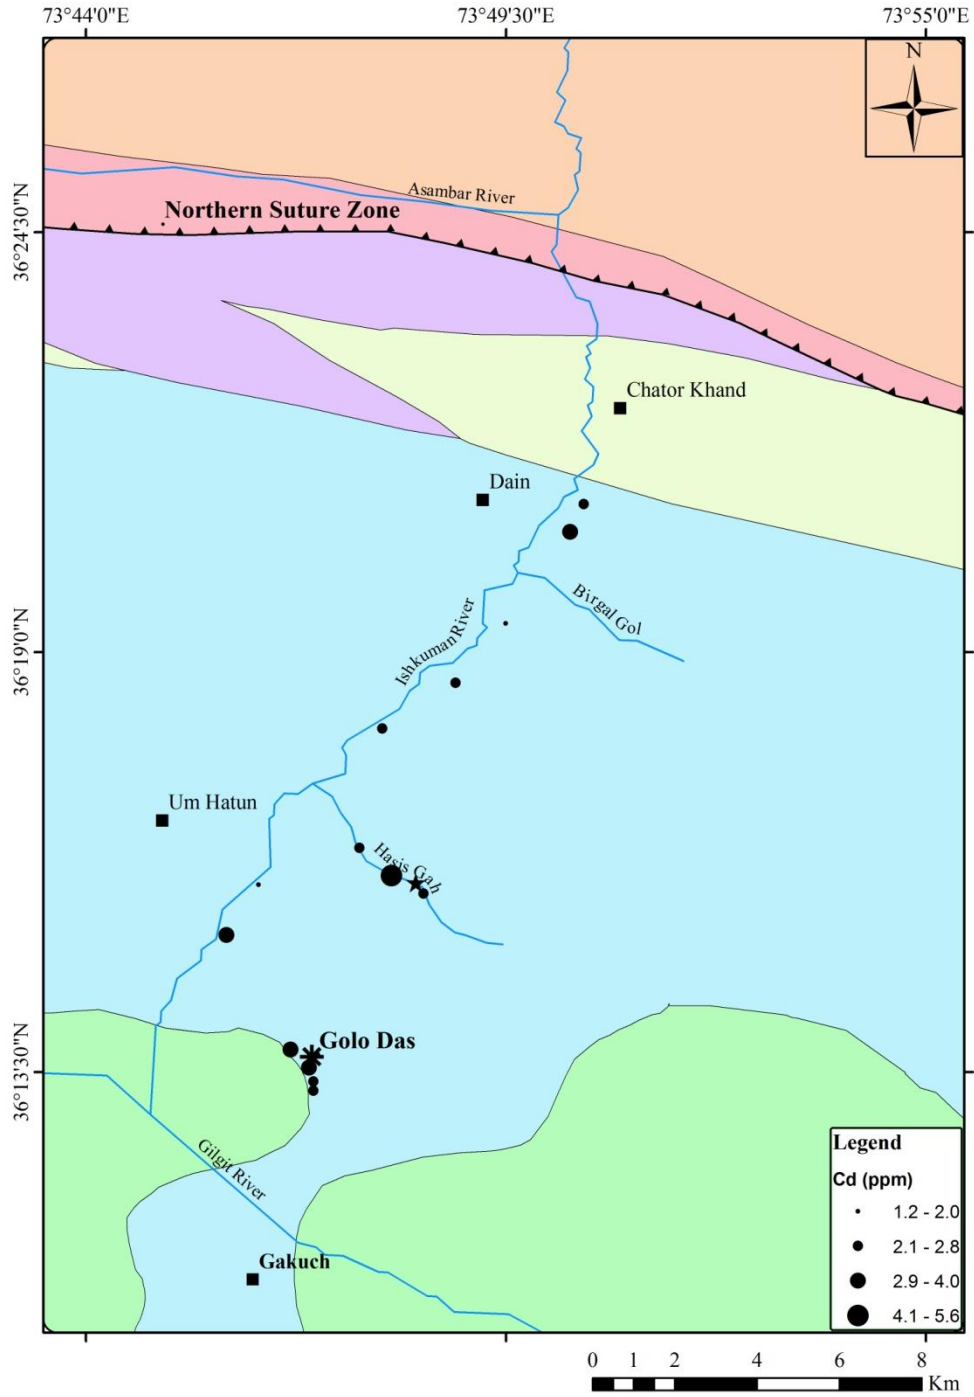 73°44'0"E
73°49'30"E
73°55'0"E
N
Asambar River
Northern Suture Zone
36°24'30"N
Chator Khand
Dain
Birgal Gol
Ishkuman River
36°19'0"N
Um Hatun
Hasis Gah
Golo Das
36°13'30"N
Gilgit River
Gakuch
Legend
Cd (ppm)
1.2 - 2.0
2.1 - 2.8
2.9 - 4.0
4.1 - 5.6
0 1 2 4 6 8
Km